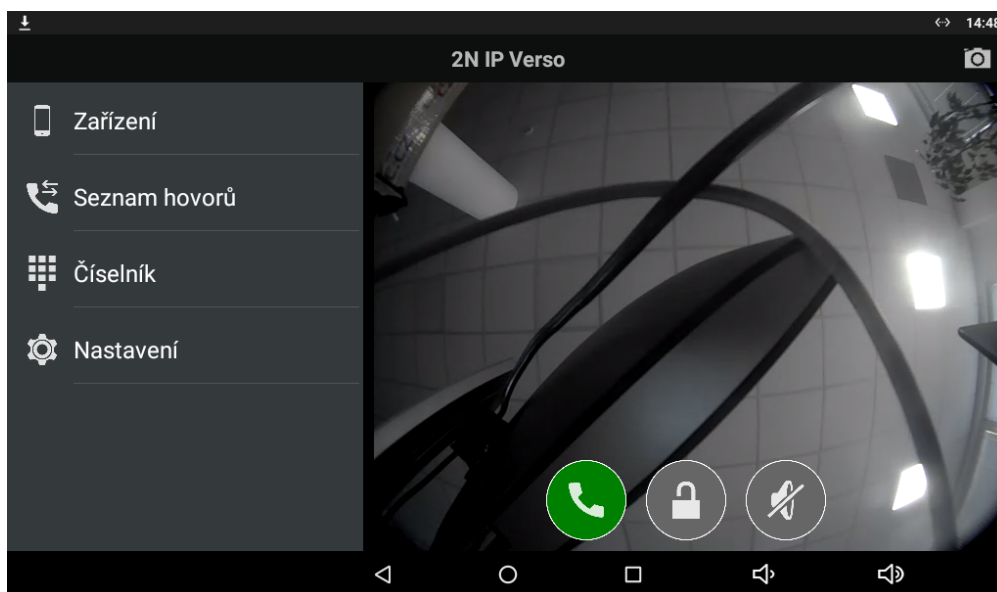 14:48
2N IP Verso
Zařízení
Seznam hovorů
Číselník
Nastavení